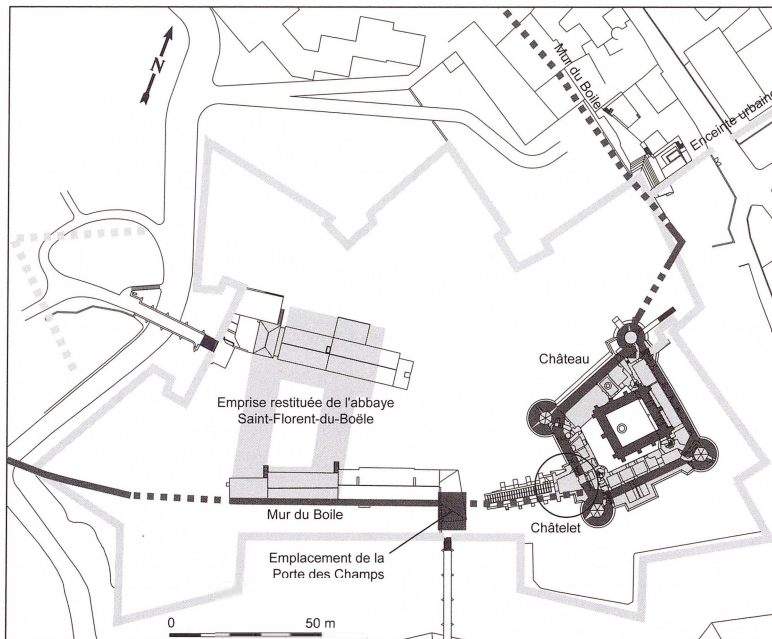 N
Mur du Boile
Enceinte urbaine
Château
Emprise restituée de l'abbaye
Saint-Florent-du-Boële
Mur du Boile
Châtelet
Emplacement de la
Porte des Champs
0 50 m